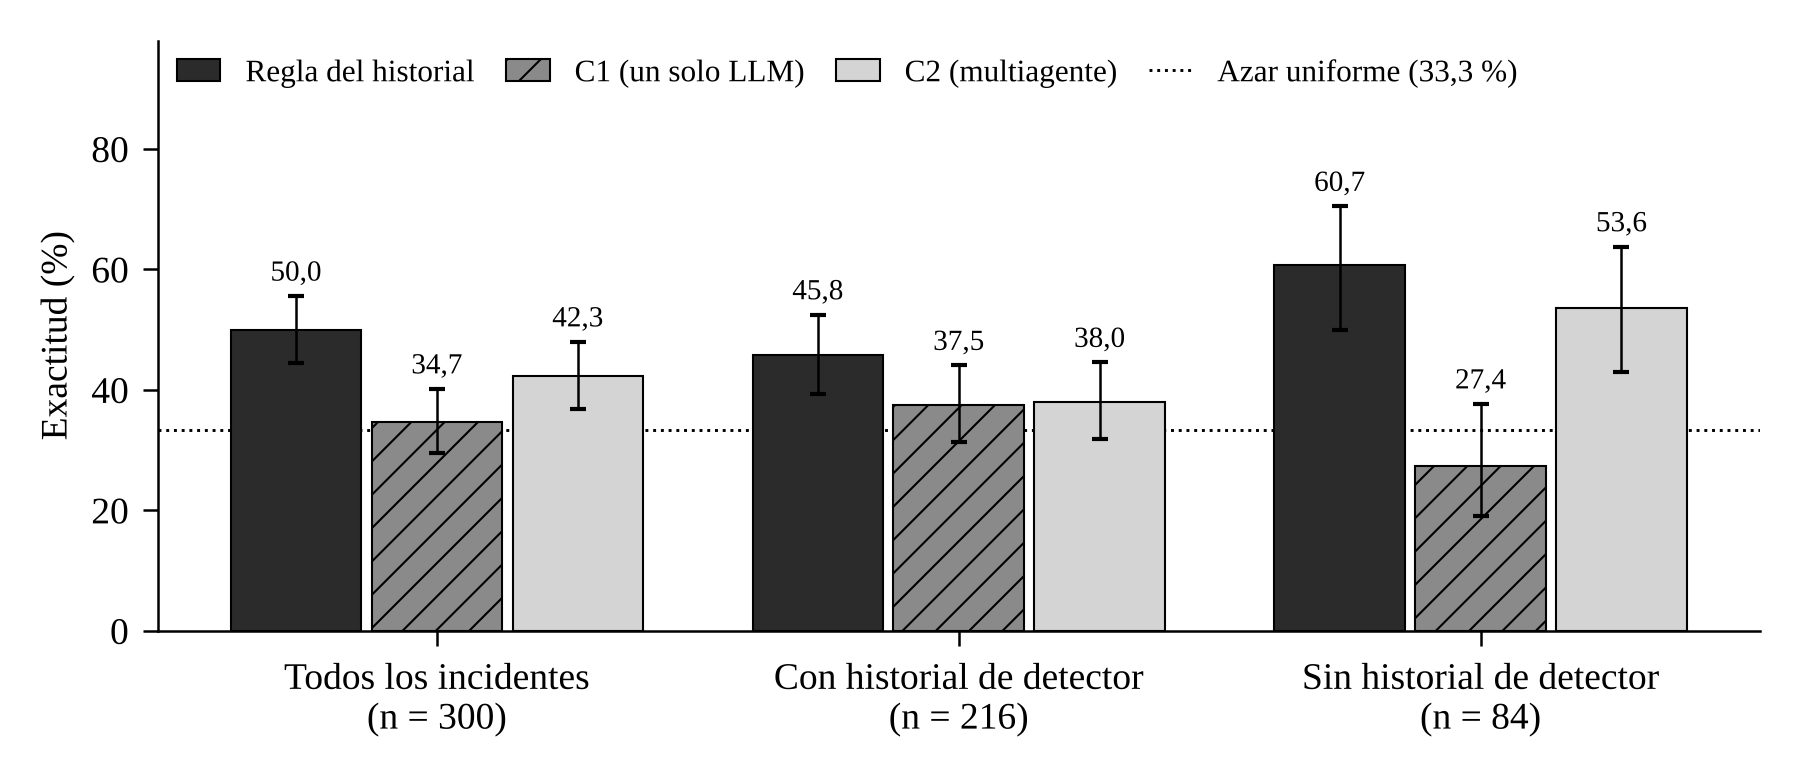 Regla del historial
C1 (un solo LLM)
C2 (multiagente)
Azar uniforme (33,3 %)
Exactitud (%)
80
60
40
20
0
50,0
34,7
42,3
45,8
37,5
38,0
60,7
27,4
53,6
Todos los incidentes
(n = 300)
Con historial de detector
(n = 216)
Sin historial de detector
(n = 84)